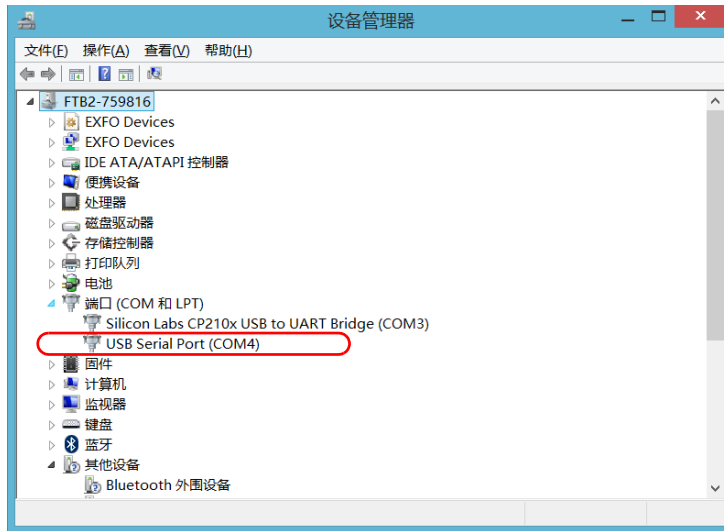 设备管理器
文件(F) 操作(A) 查看(V) 帮助(H)
FTB2-759816
EXFO Devices
EXFO Devices
IDE ATA/ATAPI 控制器
便携设备
处理器
磁盘驱动器
存储控制器
打印队列
电池
端口 (COM 和 LPT)
Silicon Labs CP210x USB to UART Bridge (COM3)
USB Serial Port (COM4)
固件
计算机
监视器
键盘
蓝牙
其他设备
Bluetooth 外围设备